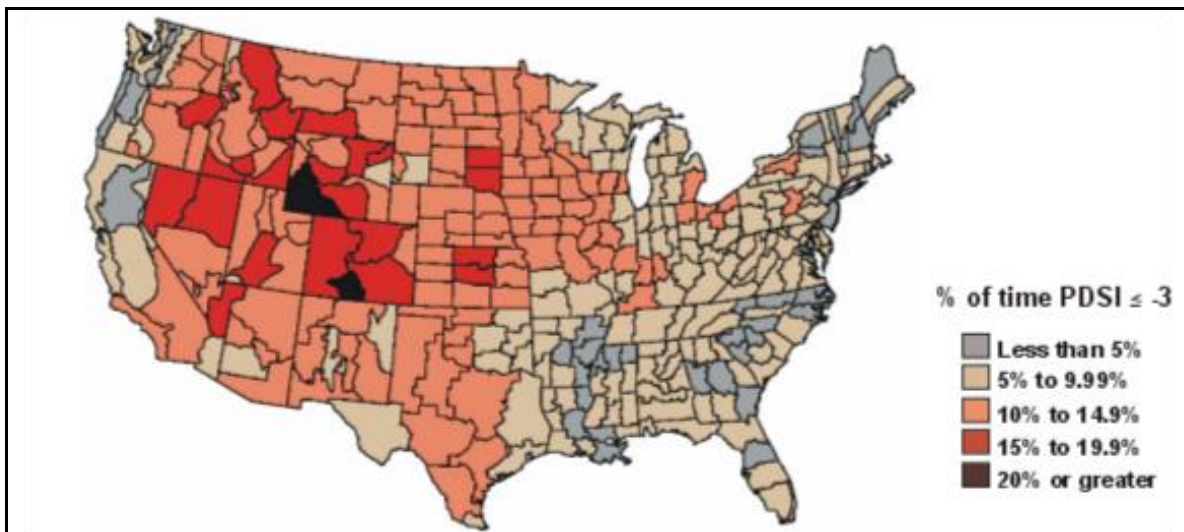 % of time PDSI ≤ -3
Less than 5%
5% to 9.99%
10% to 14.9%
15% to 19.9%
20% or greater